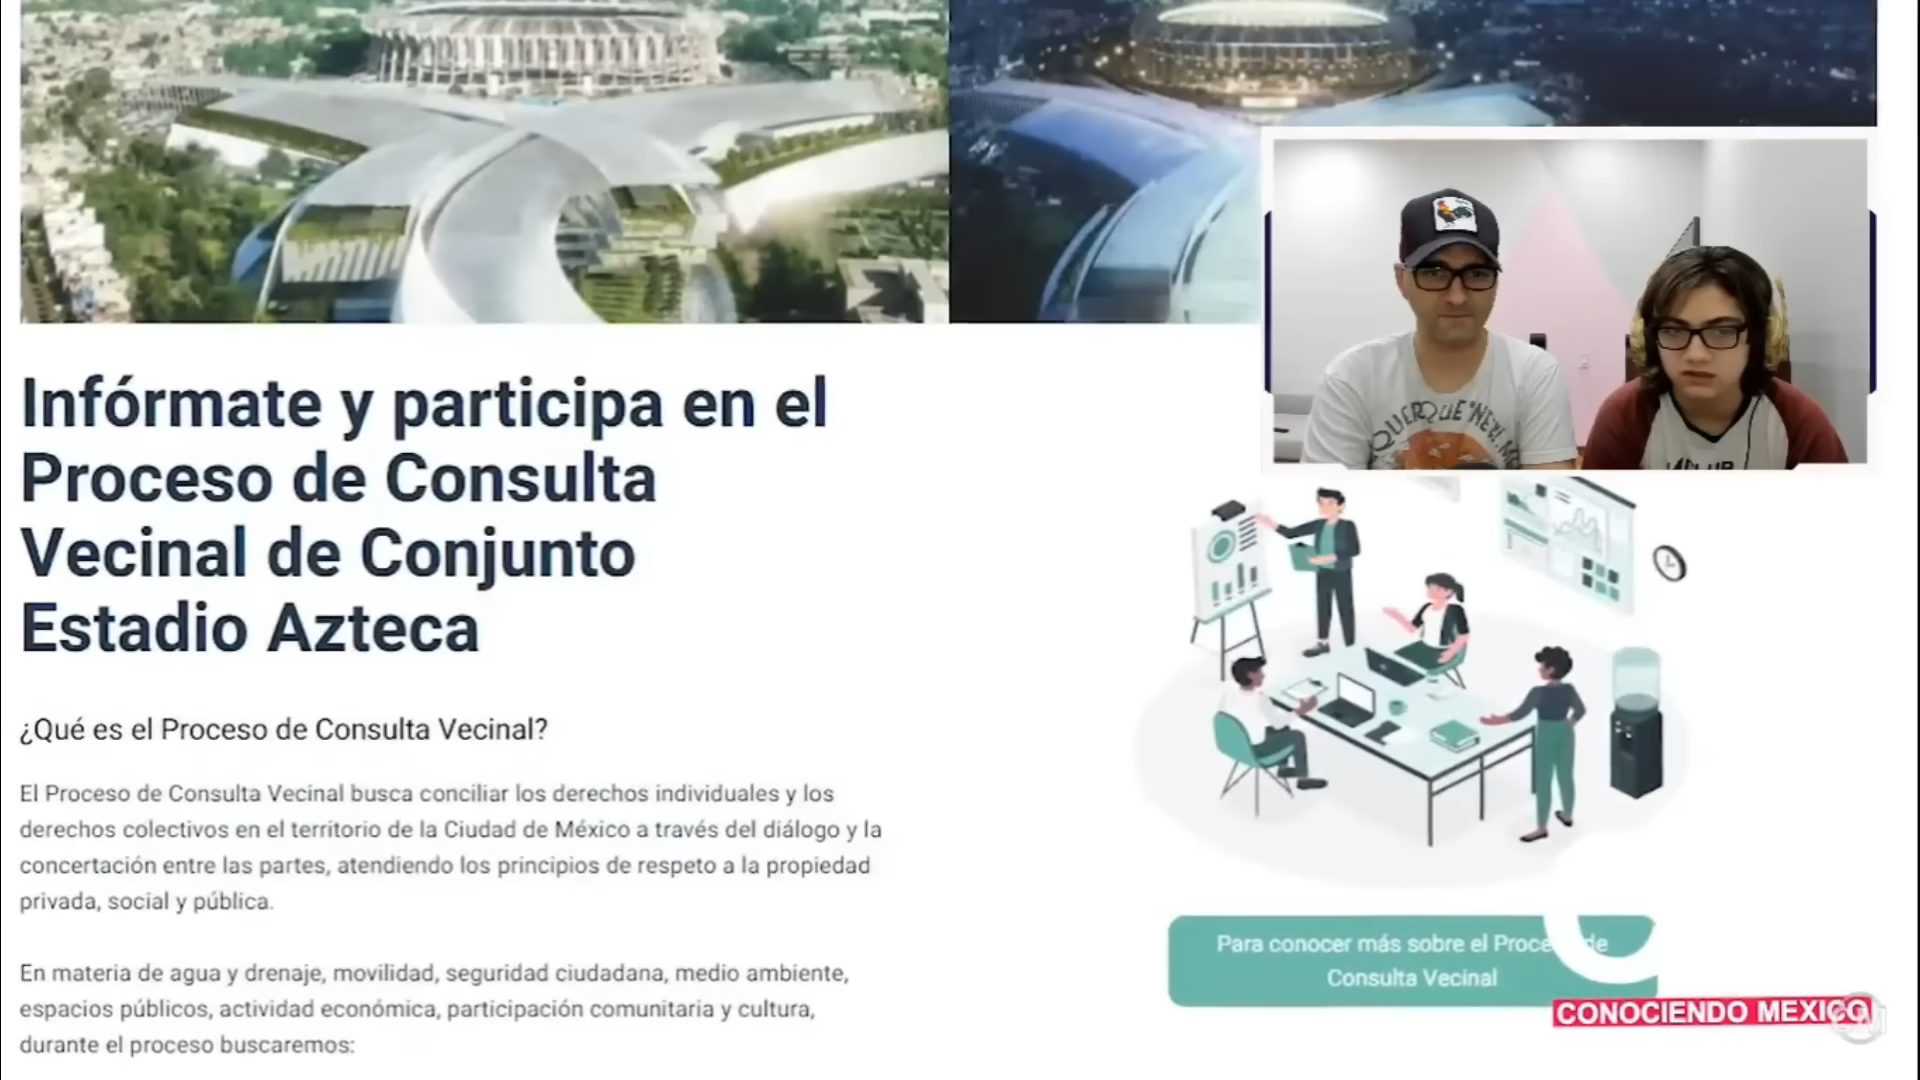 Infórmate y participa en el
Proceso de Consulta
Vecinal de Conjunto
Estadio Azteca
¿Qué es el Proceso de Consulta Vecinal?
El Proceso de Consulta Vecinal busca conciliar los derechos individuales y los
derechos colectivos en el territorio de la Ciudad de México a través del diálogo y la
concertación entre las partes, atendiendo los principios de respeto a la propiedad
privada, social y pública.
En materia de agua y drenaje, movilidad, seguridad ciudadana, medio ambiente,
espacios públicos, actividad económica, participación comunitaria y cultura,
durante el proceso buscaremos:
Para conocer más sobre el Proce de
Consulta Vecinal
CONOCIENDO MEXICO